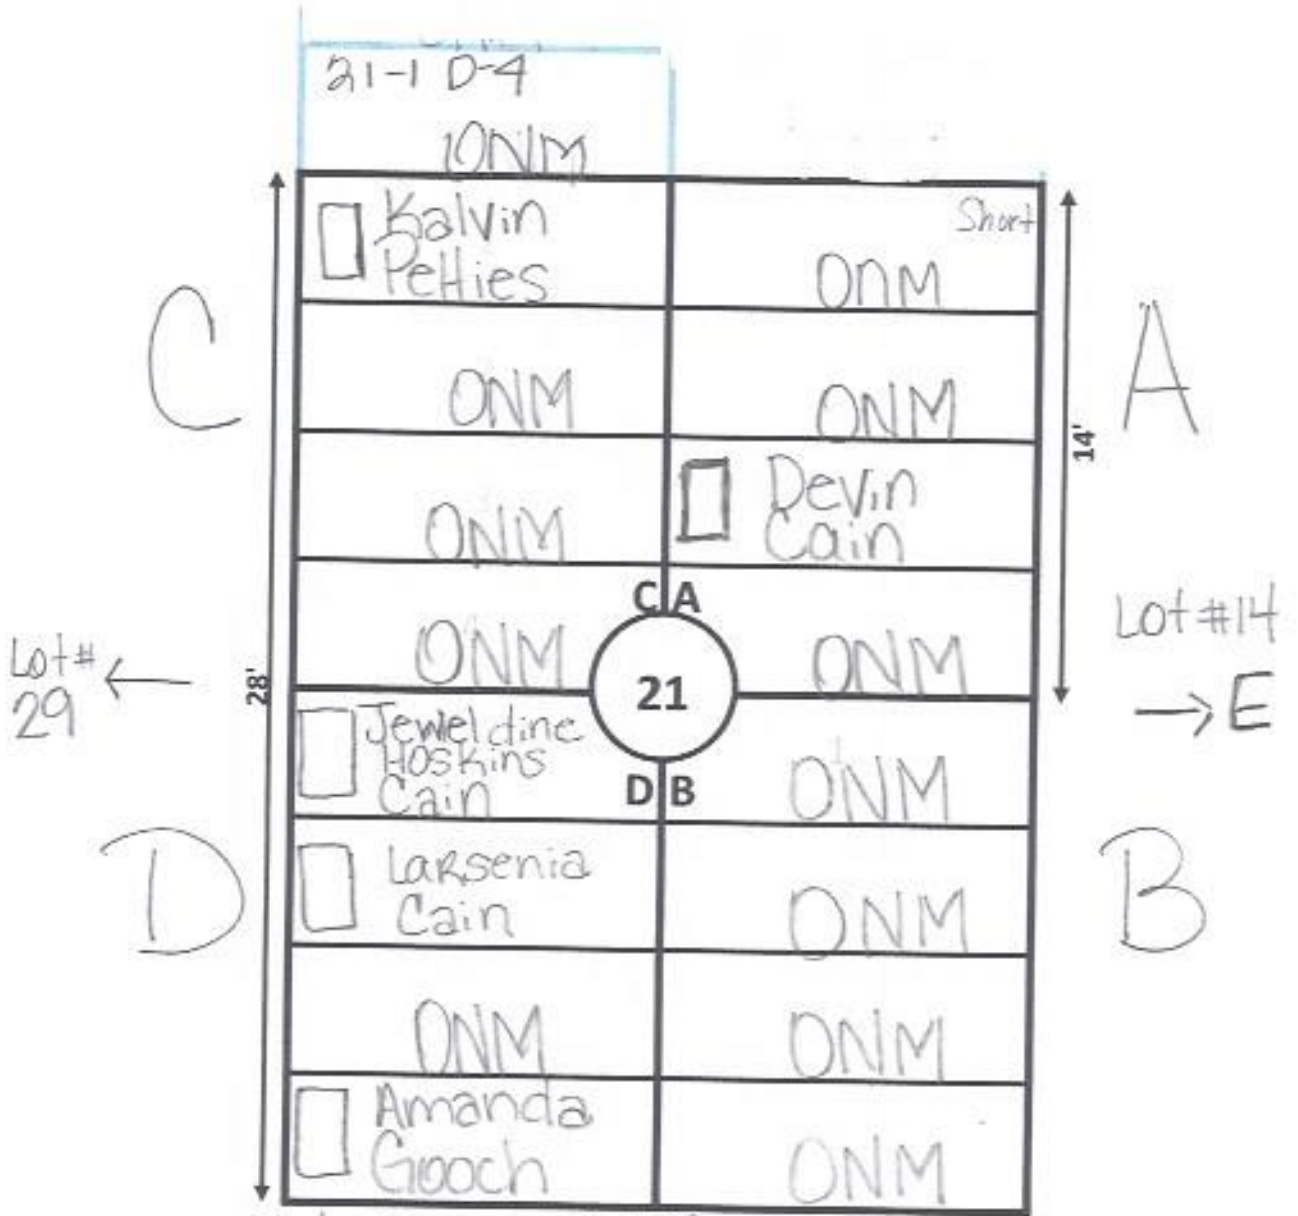 21-1 D-4
ONM
Kalvin
Petties
Short
ONM
C
ONM
ONM
A
14'
ONM
Devin
Cain
C A
ONM
ONM
Lot #
29
28'
21
Lot #14
E
Jeweldine
Hoskins
Cain
D B
ONM
D
Larsenia
Cain
ONM
B
ONM
ONM
Amanda
Gooch
ONM